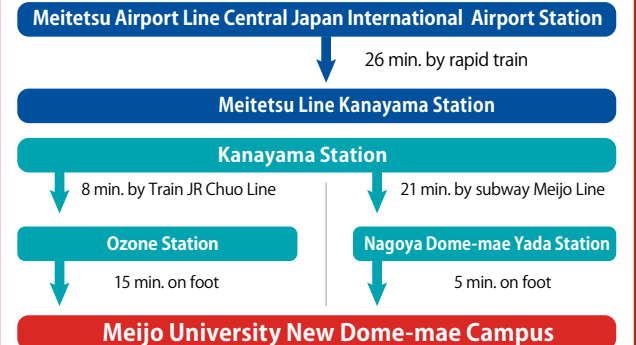 Meitetsu Airport Line Central Japan International Airport Station
26 min. by rapid train
Meitetsu Line Kanayama Station
Kanayama Station
8 min. by Train JR Chuo Line
21 min. by subway Meijo Line
Ozone Station
Nagoya Dome-mae Yada Station
15 min. on foot
5 min. on foot
Meijo University New Dome-mae Campus